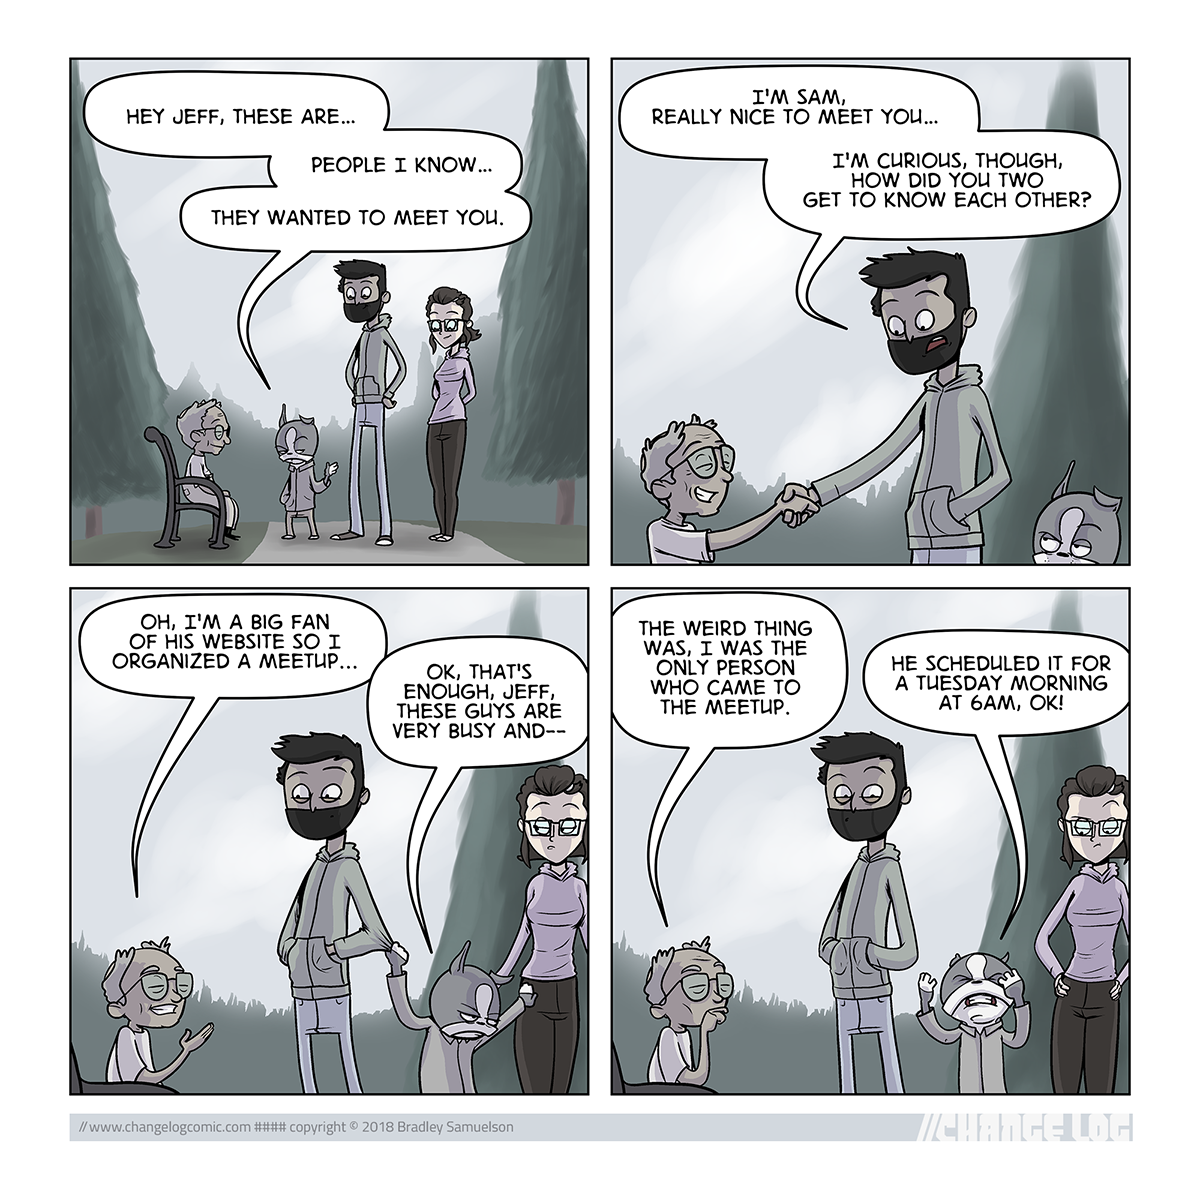 HEY JEFF, THESE ARE...
PEOPLE I KNOW...
THEY WANTED TO MEET YOU.
I'M SAM,
REALLY NICE TO MEET YOU...
I'M CURIOUS, THOUGH,
HOW DID YOU TWO
GET TO KNOW EACH OTHER?
OH, I'M A BIG FAN
OF HIS WEBSITE SO I
ORGANIZED A MEETUP...
OK, THAT'S
ENOUGH, JEFF,
THESE GUYS ARE
VERY BUSY AND--
THE WEIRD THING
WAS, I WAS THE
ONLY PERSON
WHO CAME TO
THE MEETUP.
HE SCHEDULED IT FOR
A TUESDAY MORNING
AT 6AM, OK!
// www.changelogcomic.com #### copyright © 2018 Bradley Samuelson
//CHANGE LOG